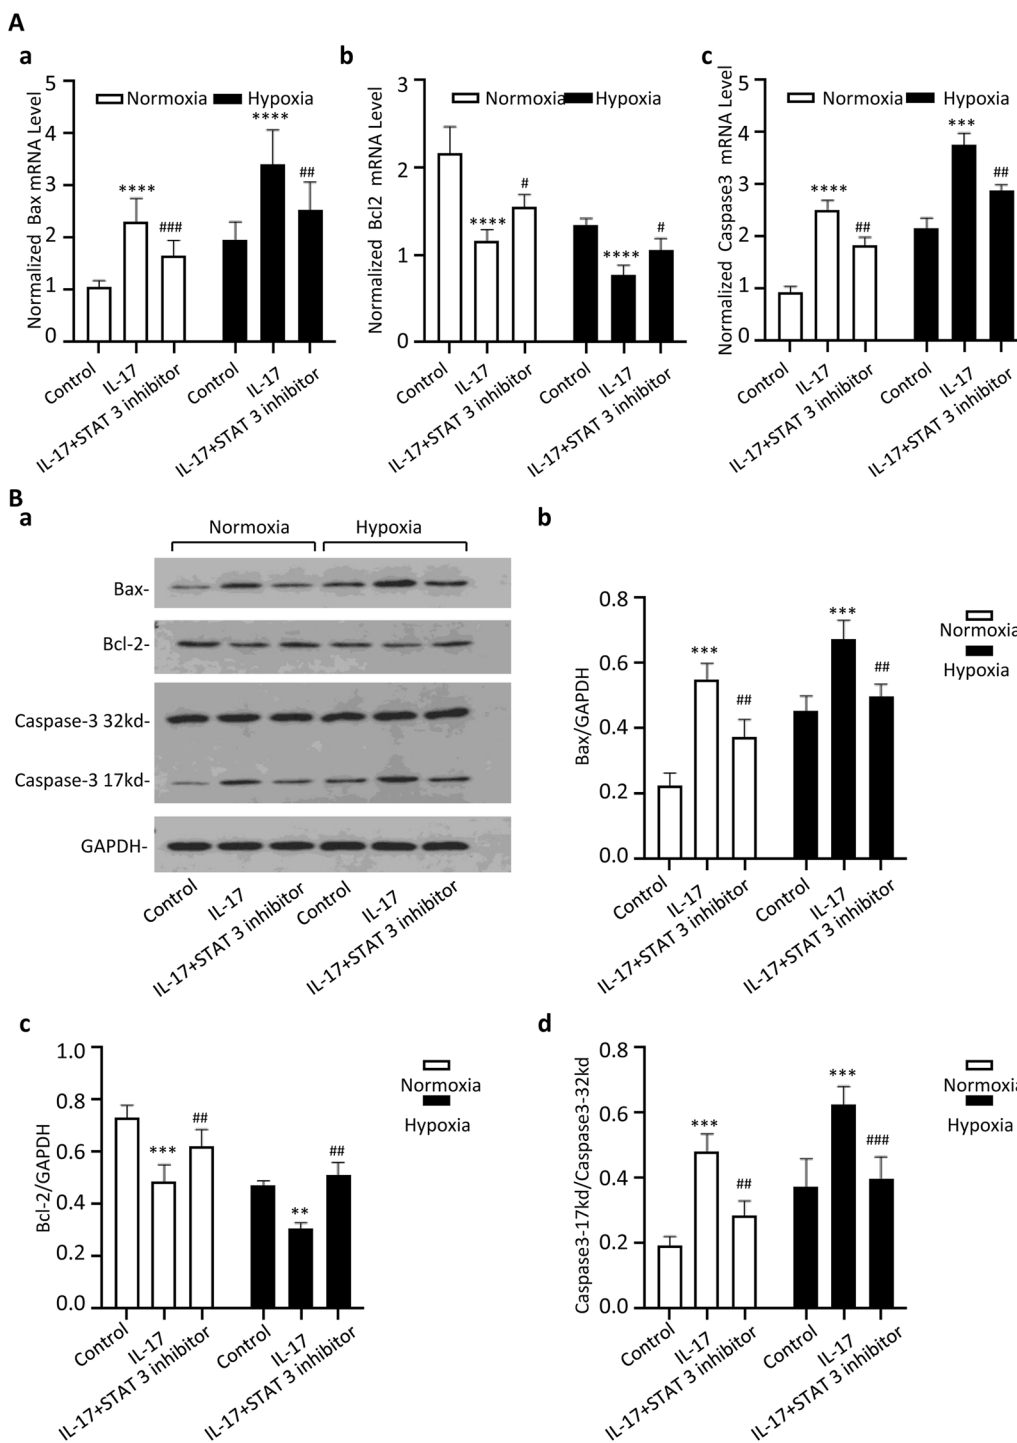 A
a
Normalized Bax mRNA Level
5
4
3
2
1
0
Normoxia
Hypoxia
****
###
****
##
Control
IL-17
IL-17+STAT 3 inhibitor
Control
IL-17
IL-17+STAT 3 inhibitor
b
Normalized Bcl2 mRNA Level
3
2
1
0
Normoxia
Hypoxia
****
#
****
#
Control
IL-17
IL-17+STAT 3 inhibitor
Control
IL-17
IL-17+STAT 3 inhibitor
c
Normalized Caspase3 mRNA Level
5
4
3
2
1
0
Normoxia
Hypoxia
****
##
***
##
Control
IL-17
IL-17+STAT 3 inhibitor
Control
IL-17
IL-17+STAT 3 inhibitor
B
a
Normoxia
Hypoxia
Bax-
Bcl-2-
Caspase-3 32kd-
Caspase-3 17kd-
GAPDH-
Control
IL-17
IL-17+STAT 3 inhibitor
Control
IL-17
IL-17+STAT 3 inhibitor
b
Bax/GAPDH
0.8
0.6
0.4
0.2
0.0
Normoxia
Hypoxia
***
##
***
##
Control
IL-17
IL-17+STAT 3 inhibitor
Control
IL-17
IL-17+STAT 3 inhibitor
c
Bcl-2/GAPDH
1.0
0.8
0.6
0.4
0.2
0.0
Normoxia
Hypoxia
***
##
**
##
Control
IL-17
IL-17+STAT 3 inhibitor
Control
IL-17
IL-17+STAT 3 inhibitor
d
Caspase3-17kd/Caspase3-32kd
0.8
0.6
0.4
0.2
0.0
Normoxia
Hypoxia
***
##
***
###
Control
IL-17
IL-17+STAT 3 inhibitor
Control
IL-17
IL-17+STAT 3 inhibitor